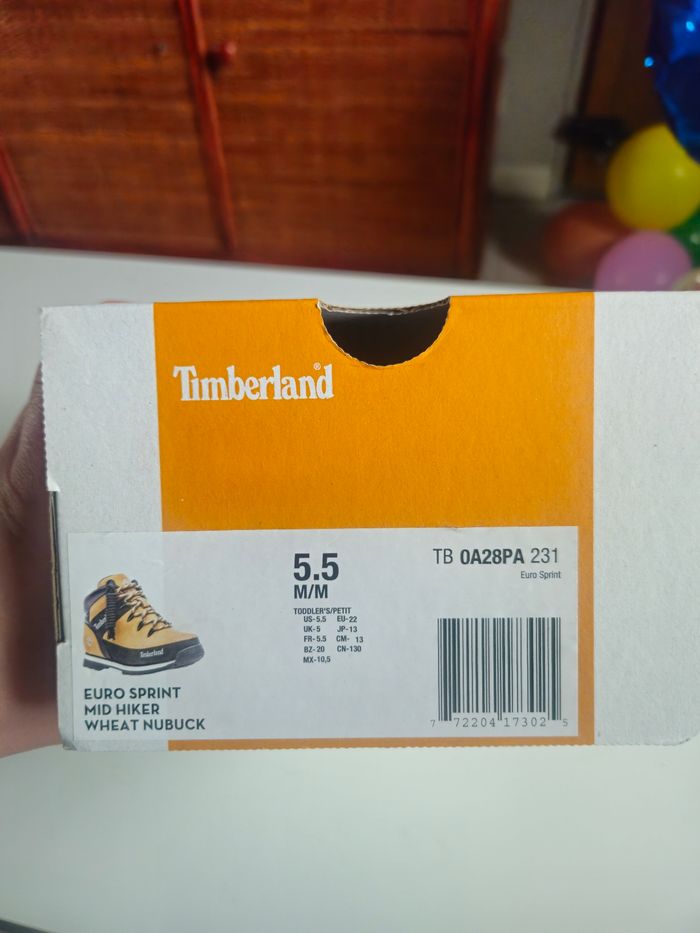 Timberland®
5.5
M/M
TODDLER'S/PETIT
US-5.5 EU-22
UK-5 JP-13
FR-5.5 CM- 13
BZ-20 CN-130
MX-10,5
TB 0A28PA 231
Euro Sprint
Timberland
EURO SPRINT
MID HIKER
WHEAT NUBUCK
7 72204 17302 5